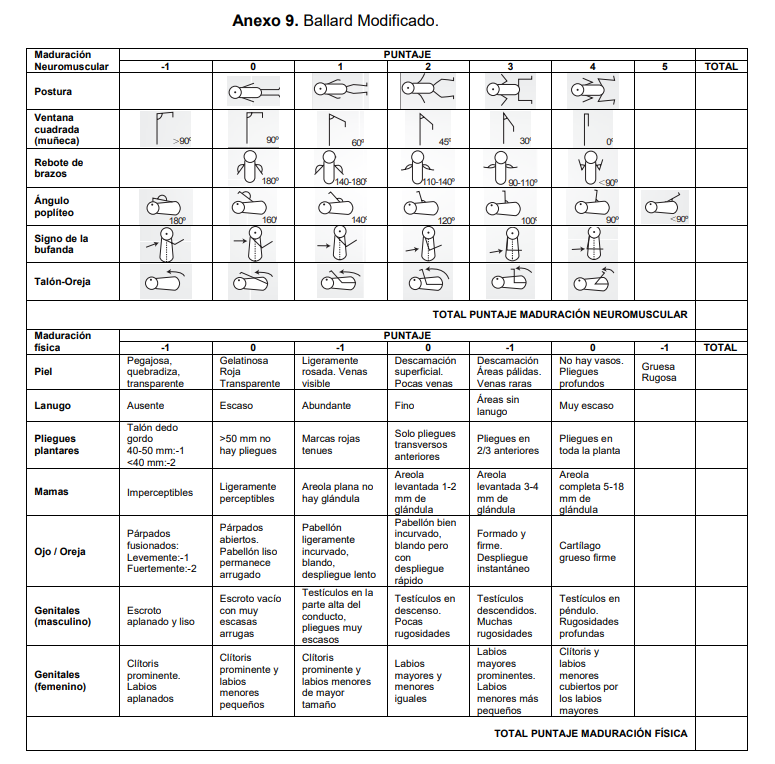 Anexo 9. Ballard Modificado.
Maduración
Neuromuscular
PUNTAJE
-1 0 1 2 3 4 5 TOTAL
Postura
Ventana
cuadrada
(muñeca)
>90º 90º 60º 45º 30º 0º
Rebote de
brazos
180º 140-180º 110-140º 90-110º <90º
Ángulo
poplíteo
180º 160º 140º 120º 100º 90º <90º
Signo de la
bufanda
Talón-Oreja
TOTAL PUNTAJE MADURACIÓN NEUROMUSCULAR
Maduración
física
PUNTAJE
-1 0 -1 0 -1 0 -1 TOTAL
Piel
Pegajosa,
quebradiza,
transparente
Gelatinosa
Roja
Transparente
Ligeramente
rosada. Venas
visible
Descamación
superficial.
Pocas venas
Descamación
Áreas pálidas.
Venas raras
No hay vasos.
Pliegues
profundos
Gruesa
Rugosa
Lanugo
Ausente
Escaso
Abundante
Fino
Áreas sin
lanugo
Muy escaso
Pliegues
plantares
Talón dedo
gordo
40-50 mm:-1
<40 mm:-2
>50 mm no
hay pliegues
Marcas rojas
tenues
Solo pliegues
transversos
anteriores
Pliegues en
2/3 anteriores
Pliegues en
toda la planta
Mamas
Imperceptibles
Ligeramente
perceptibles
Areola plana no
hay glándula
Areola
levantada 1-2
mm de
glándula
Areola
levantada 3-4
mm de
glándula
Areola
completa 5-18
mm de
glándula
Ojo / Oreja
Párpados
fusionados:
Levemente:-1
Fuertemente:-2
Párpados
abiertos.
Pabellón liso
permanece
arrugado
Pabellón
ligeramente
incurvado,
blando,
despliegue lento
Pabellón bien
incurvado,
blando pero
con
despliegue
rápido
Formado y
firme.
Despliegue
instantáneo
Cartílago
grueso firme
Genitales
(masculino)
Escroto
aplanado y liso
Escroto vacío
con muy
escasas
arrugas
Testículos en la
parte alta del
conducto,
pliegues muy
escasos
Testículos en
descenso.
Pocas
rugosidades
Testículos
descendidos.
Muchas
rugosidades
Testículos en
péndulo.
Rugosidades
profundas
Genitales
(femenino)
Clítoris
prominente.
Labios
aplanados
Clítoris
prominente y
labios
menores
pequeños
Clítoris
prominente y
labios menores
de mayor
tamaño
Labios
mayores y
menores
iguales
Labios
mayores
prominentes.
Labios
menores más
pequeños
Clítoris y
labios
menores
cubiertos por
los labios
mayores
TOTAL PUNTAJE MADURACIÓN FÍSICA